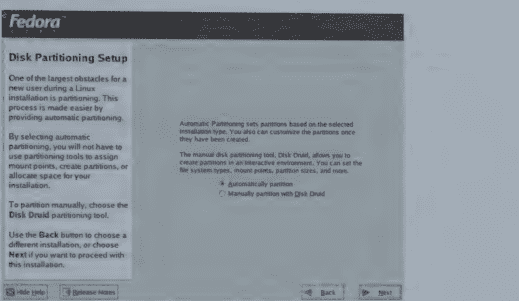 Fedora
Disk Partitioning Setup
One of the largest obstacles for a
new user during a Linux
installation is partitioning. This
process is made easier by
providing automatic partitioning.
By selecting automatic
partitioning, you will not have to
use partitioning tools to assign
mount points, create partitions, or
allocate space for your
installation.
To partition manually, choose the
Disk Druid partitioning tool.
Use the Back button to choose a
different installation, or choose
Next if you want to proceed with
this installation.
Automatic Partitioning sets partitions based on the selected
installation type. You also can customize the partitions once
they have been created.
The manual disk partitioning tool, Disk Druid, allows you to
create partitions in an interactive environment. You can set the
file system types, mount points, partition sizes, and more.
Automatically partition
Manually partition with Disk Druid
Hide Help
Release Notes
Back
Next